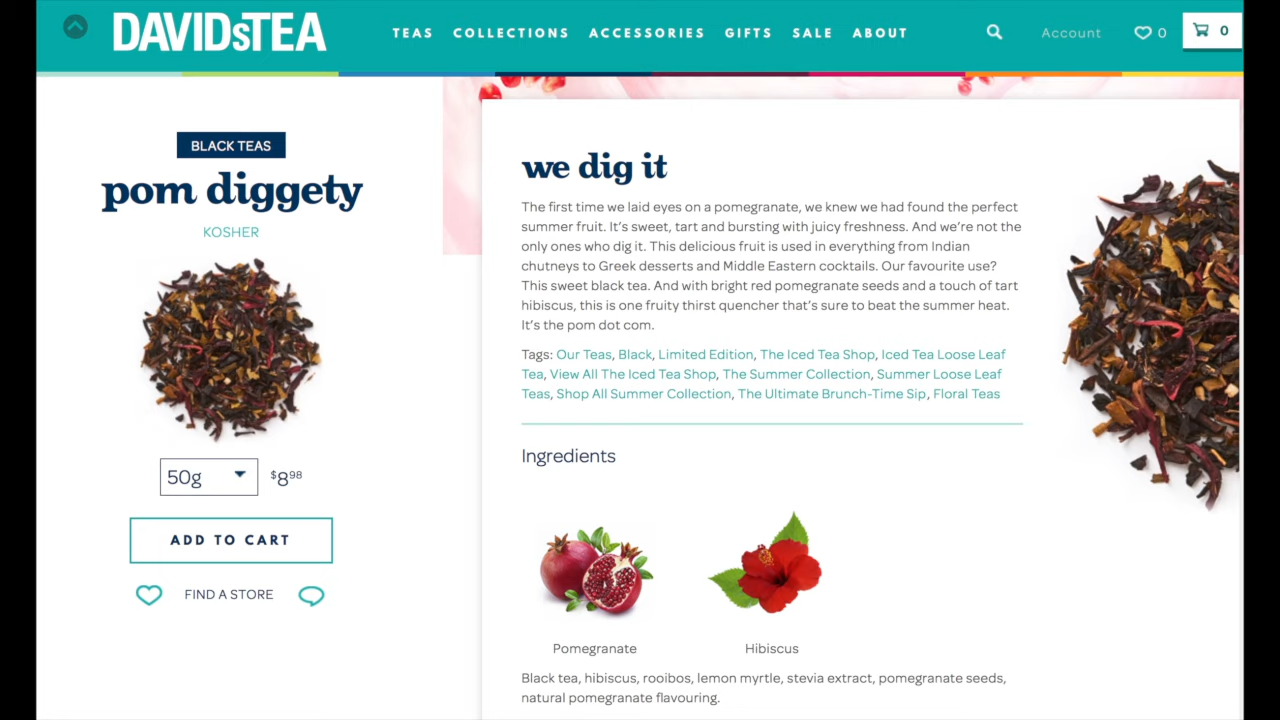 DAVIDsTEA
TEAS COLLECTIONS ACCESSORIES GIFTS SALE ABOUT
Account
0
0
BLACK TEAS
pom diggety
KOSHER
50g
$8.98
ADD TO CART
FIND A STORE
we dig it
The first time we laid eyes on a pomegranate, we knew we had found the perfect
summer fruit. It's sweet, tart and bursting with juicy freshness. And we're not the
only ones who dig it. This delicious fruit is used in everything from Indian
chutneys to Greek desserts and Middle Eastern cocktails. Our favourite use?
This sweet black tea. And with bright red pomegranate seeds and a touch of tart
hibiscus, this is one fruity thirst quencher that's sure to beat the summer heat.
It's the pom dot com.
Tags: Our Teas, Black, Limited Edition, The Iced Tea Shop, Iced Tea Loose Leaf
Tea, View All The Iced Tea Shop, The Summer Collection, Summer Loose Leaf
Teas, Shop All Summer Collection, The Ultimate Brunch-Time Sip, Floral Teas
Ingredients
Pomegranate
Hibiscus
Black tea, hibiscus, rooibos, lemon myrtle, stevia extract, pomegranate seeds,
natural pomegranate flavouring.